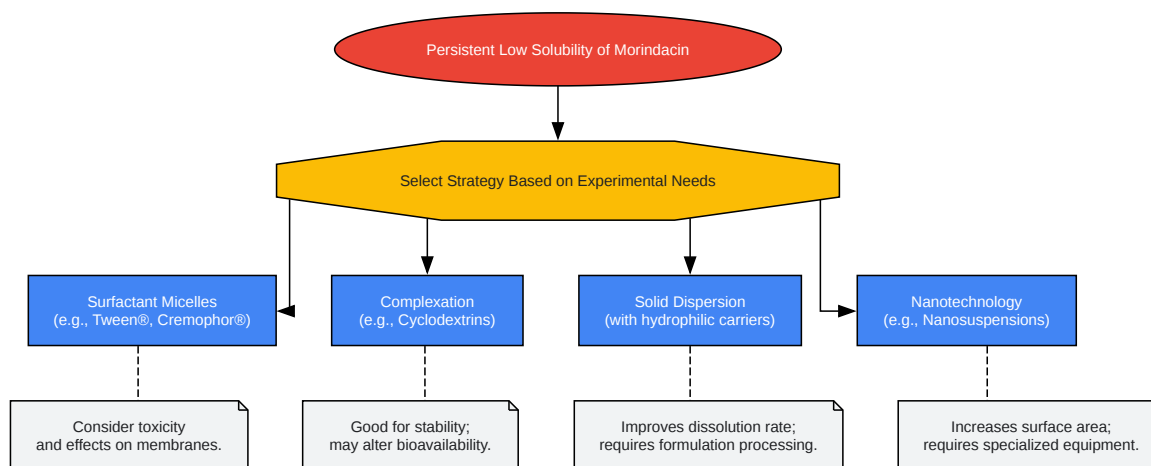 Persistent Low Solubility of Morindacin
Select Strategy Based on Experimental Needs
Surfactant Micelles
(e.g., Tween®, Cremophor®)
Complexation
(e.g., Cyclodextrins)
Solid Dispersion
(with hydrophilic carriers)
Nanotechnology
(e.g., Nanosuspensions)
Consider toxicity
and effects on membranes.
Good for stability;
may alter bioavailability.
Improves dissolution rate;
requires formulation processing.
Increases surface area;
requires specialized equipment.